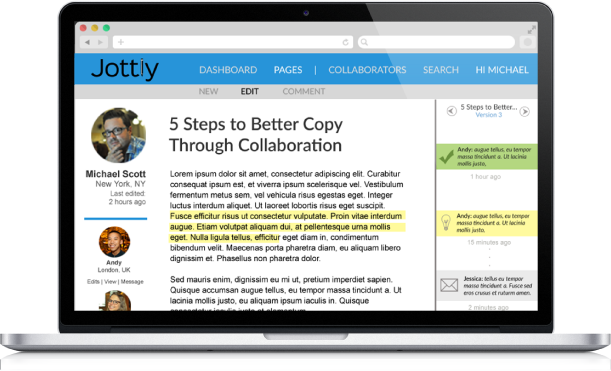 Jottly
DASHBOARD PAGES | COLLABORATORS SEARCH HI MICHAEL
NEW EDIT COMMENT
Michael Scott
New York, NY
Last edited:
2 hours ago
Andy
London, UK
Edits | View | Message
5 Steps to Better Copy
Through Collaboration
Lorem ipsum dolor sit amet, consectetur adipiscing elit. Curabitur
consequat ipsum est, et viverra ipsum scelerisque vel. Vestibulum
fermentum metus sem, vel vehicula risus egestas eget. Integer
luctus interdum aliquet. Ut laoreet lobortis risus eget suscipit.
Fusce efficitur risus ut consectetur vulputate. Proin vitae interdum
augue. Etiam volutpat aliquam dui, at pellentesque urna mollis
eget. Nulla ligula tellus, efficitur eget diam in, condimentum
bibendum velit. Maecenas porta pharetra diam, eu aliquam libero
dignissim et. Phasellus non pharetra dolor.
Sed mauris enim, dignissim eu mi ut, pretium imperdiet sapien.
Quisque accumsan augue tellus, eu tempor massa tincidunt a. Ut
lacinia mollis justo, eu aliquam ipsum iaculis in. Quisque
5 Steps to Better...
Version 3
Andy: augue tellus, eu tempor
massa tincidunt a. Ut lacinia
mollis justo,
1 hour ago
Andy: augue tellus, eu tempor
massa tincidunt a. Ut lacinia
mollis justo,
15 minutes ago
Jessica: tellus eu tempor
massa tincidunt a. Fusce sed
eros crusus et ruturm amen.
2 minutes ago